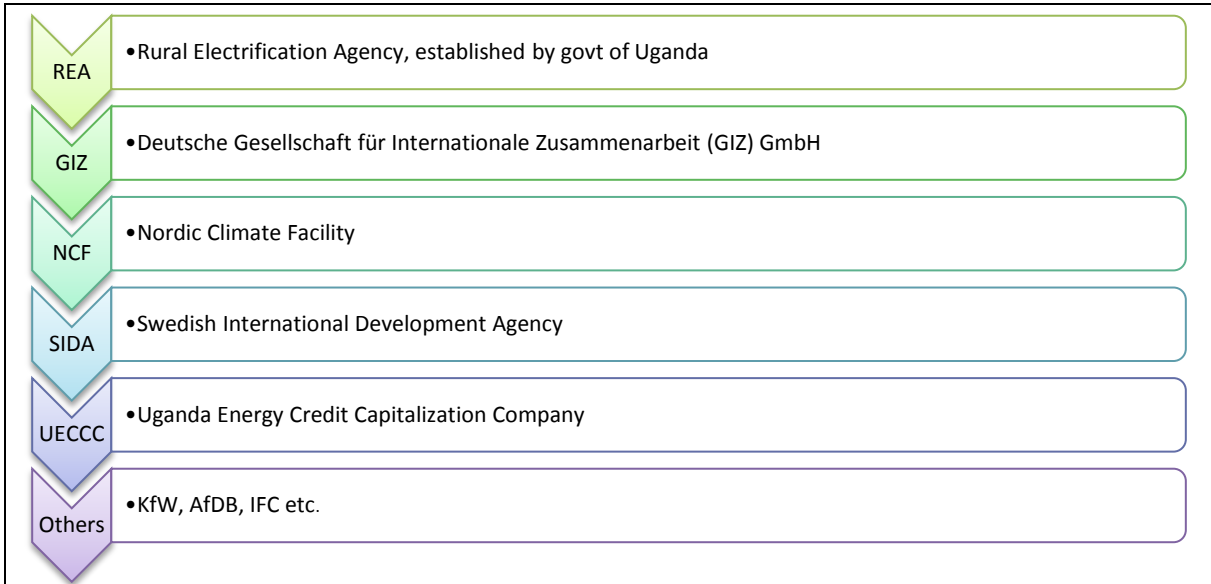 REA
•Rural Electrification Agency, established by govt of Uganda
GIZ
•Deutsche Gesellschaft für Internationale Zusammenarbeit (GIZ) GmbH
NCF
•Nordic Climate Facility
SIDA
•Swedish International Development Agency
UECCC
•Uganda Energy Credit Capitalization Company
Others
•KfW, AfDB, IFC etc.